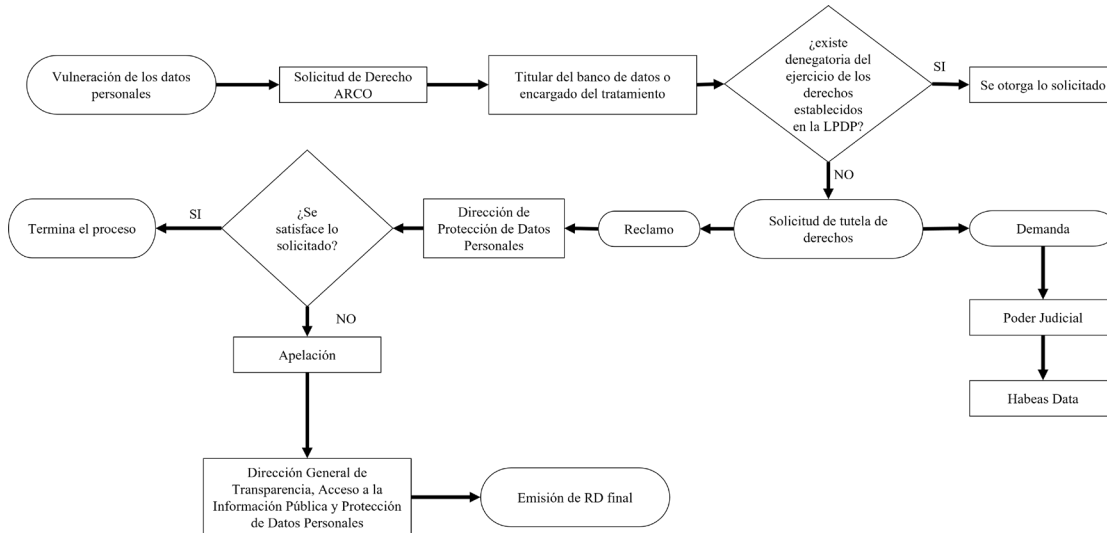 Vulneración de los datos
personales
Solicitud de Derecho
ARCO
Titular del banco de datos o
encargado del tratamiento
¿existe
denegatoria del
ejercicio de los
derechos
establecidos
en la LPDP?
SI
Se otorga lo solicitado
NO
Solicitud de tutela de
derechos
Demanda
Poder Judicial
Habeas Data
Reclamo
Dirección de
Protección de Datos
Personales
¿Se
satisface lo
solicitado?
SI
Termina el proceso
NO
Apelación
Dirección General de
Transparencia, Acceso a la
Información Pública y Protección
de Datos Personales
Emisión de RD final